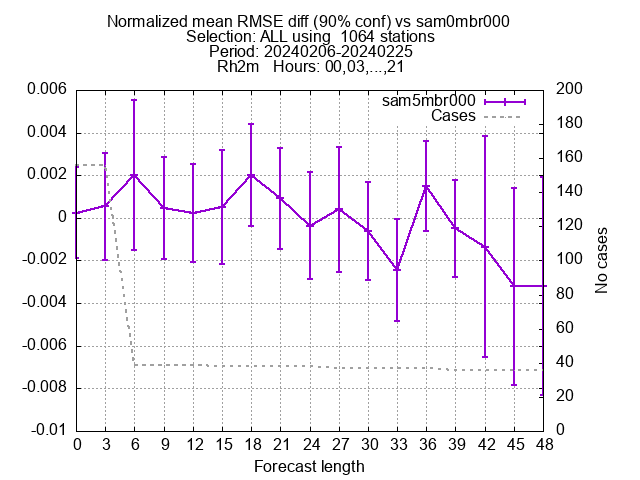 Normalized mean RMSE diff (90% conf) vs sam0mbr000
Selection: ALL using  1064 stations
Period: 20240206-20240225
Rh2m   Hours: 00,03,...,21
sam5mbr000
Cases
0.006
0.004
0.002
0
-0.002
-0.004
-0.006
-0.008
-0.01
200
180
160
140
120
100
80
60
40
20
0
No cases
0 3 6 9 12 15 18 21 24 27 30 33 36 39 42 45 48
Forecast length